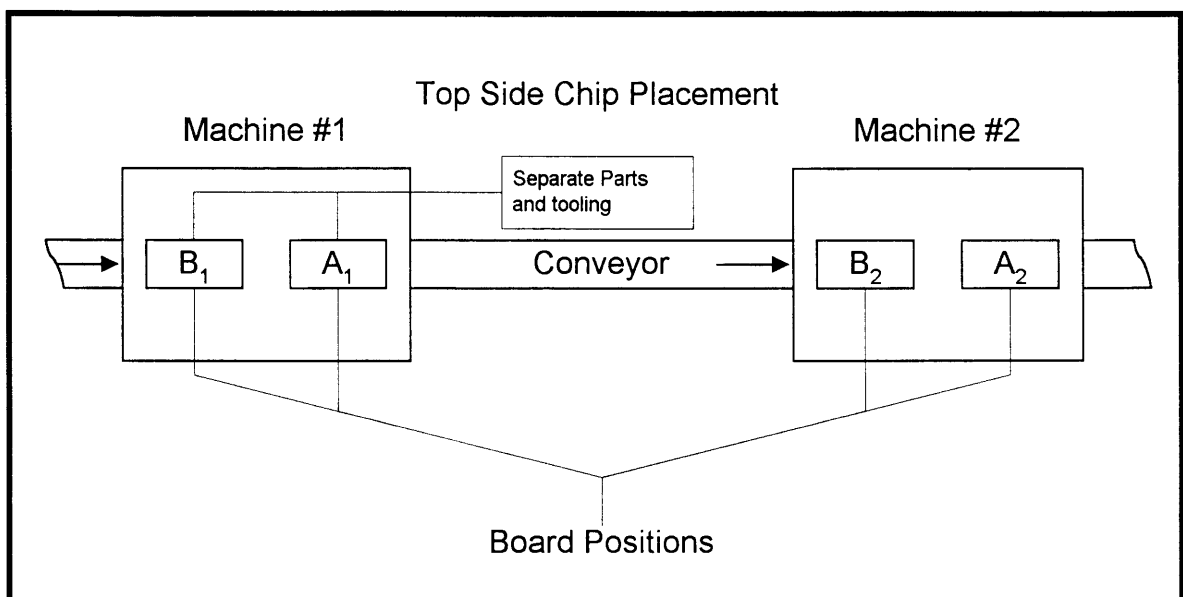 Top Side Chip Placement
Machine #1
Machine #2
Separate Parts
and tooling
B₁
A₁
Conveyor
B₂
A₂
Board Positions